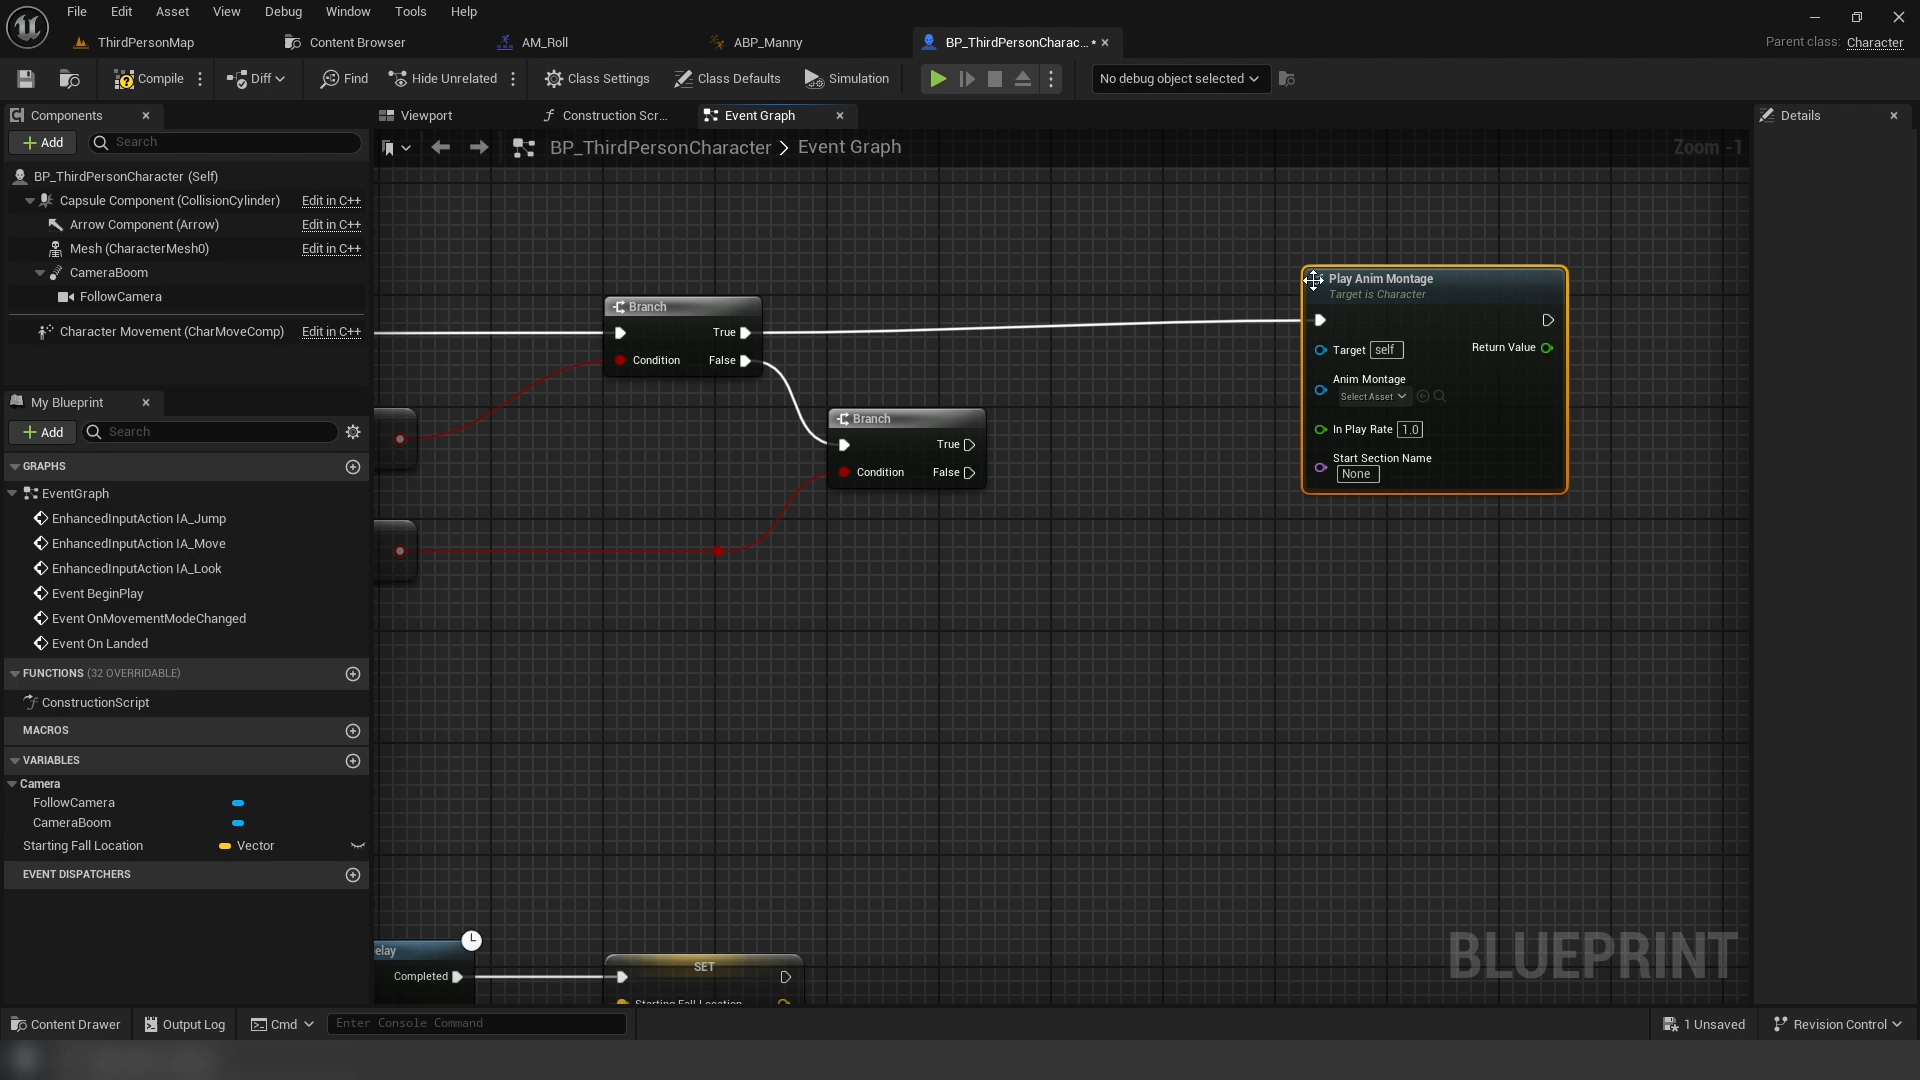 File Edit Asset View Debug Window Tools Help
ThirdPersonMap Content Browser AM_Roll ABP_Manny BP_ThirdPersonCharac... •
Parent class: Character
Compile Diff Find Hide Unrelated Class Settings Class Defaults Simulation No debug object selected
Components
Add Search
BP_ThirdPersonCharacter (Self)
Capsule Component (CollisionCylinder) Edit in C++
Arrow Component (Arrow) Edit in C++
Mesh (CharacterMesh0) Edit in C++
CameraBoom
FollowCamera
Character Movement (CharMoveComp) Edit in C++
My Blueprint
Add Search
GRAPHS
EventGraph
EnhancedInputAction IA_Jump
EnhancedInputAction IA_Move
EnhancedInputAction IA_Look
Event BeginPlay
Event OnMovementModeChanged
Event On Landed
FUNCTIONS (32 OVERRIDABLE)
ConstructionScript
MACROS
VARIABLES
Camera
FollowCamera
CameraBoom
Starting Fall Location Vector
EVENT DISPATCHERS
Viewport Construction Scr... Event Graph
BP_ThirdPersonCharacter > Event Graph
Zoom -1
Branch
True
Condition False
Branch
True
Condition False
Play Anim Montage
Target is Character
Target self Return Value
Anim Montage
Select Asset
In Play Rate 1.0
Start Section Name
None
elay
Completed
SET
Starting Fall Location
BLUEPRINT
Details
Content Drawer Output Log Cmd Enter Console Command 1 Unsaved Revision Control